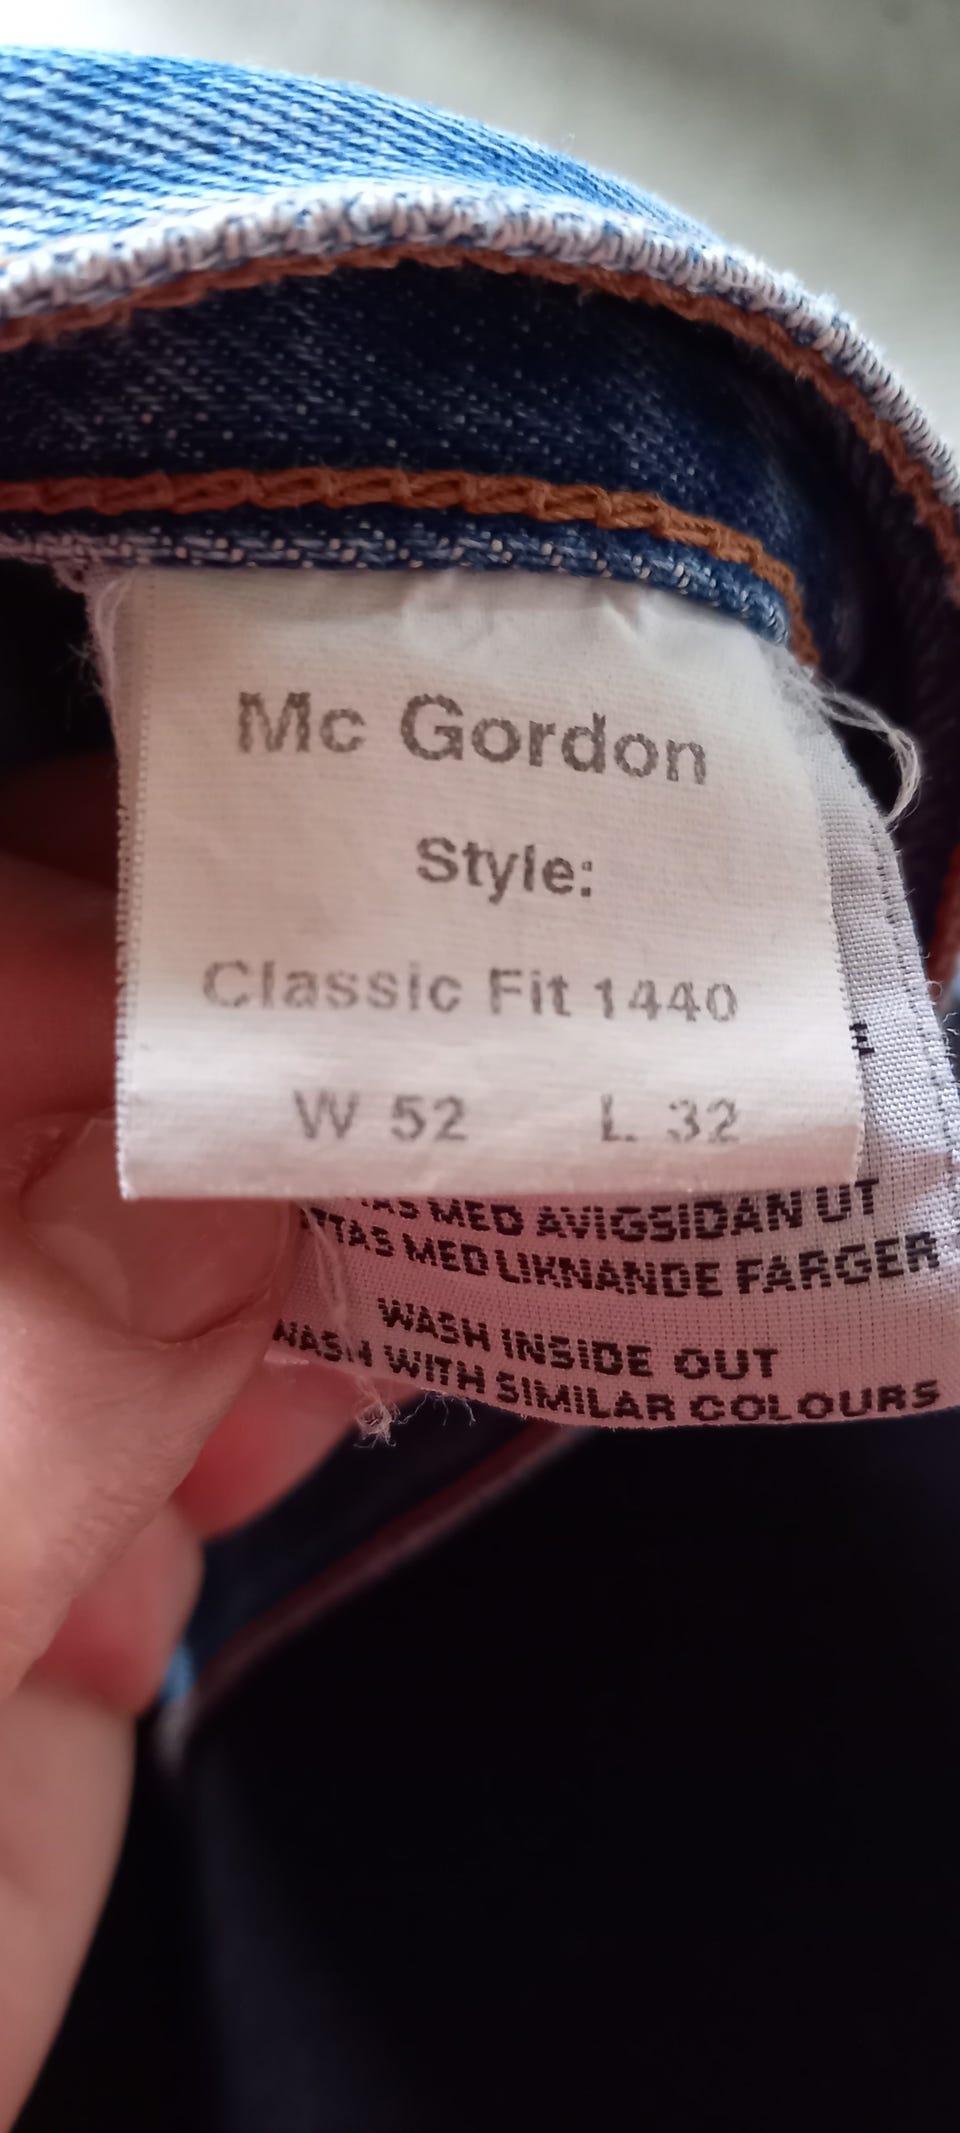 Mc Gordon
Style:
Classic Fit 1440
W 52 L 32
MED AVIGSIDAN UT
MED LIKNANDE FARGER
WASH INSIDE OUT
WASH WITH SIMILAR COLOURS